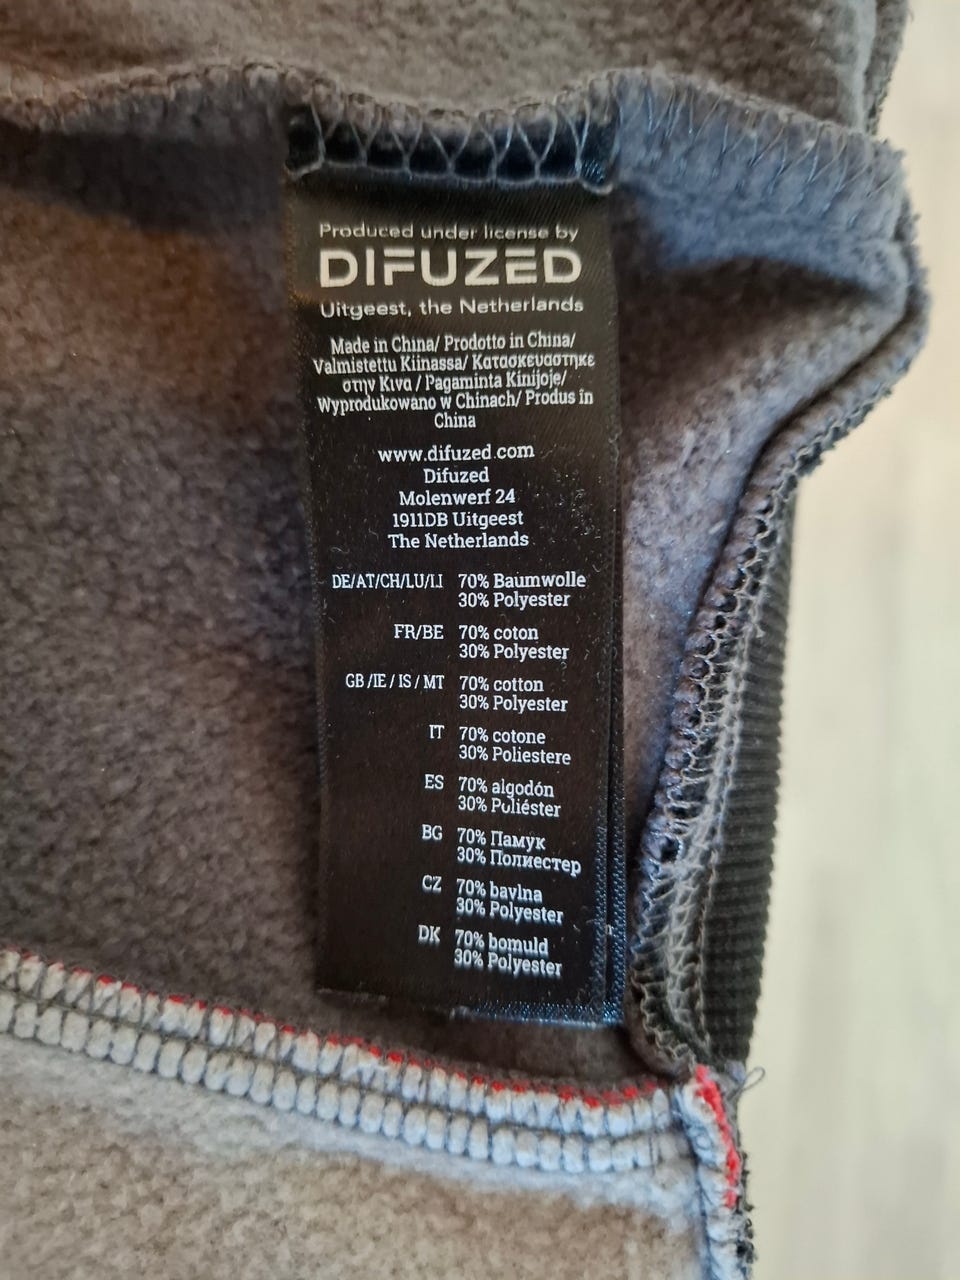 Produced under license by
DIFUZED
Uitgeest, the Netherlands
Made in China/ Prodotto in China/
Valmistettu Kiinassa/ Κατασκευαστηκε
στην Κινα / Pagaminta Kinijoje/
Wyprodukowano w Chinach/ Produs în
China
www.difuzed.com
Difuzed
Molenwerf 24
1911DB Uitgeest
The Netherlands
DE/AT/CH/LU/LI 70% Baumwolle
30% Polyester
FR/BE 70% coton
30% Polyester
GB /IE / IS / MT 70% cotton
30% Polyester
IT 70% cotone
30% Poliestere
ES 70% algodón
30% Poliéster
BG 70% Памук
30% Полиестер
CZ 70% bavlna
30% Polyester
DK 70% bomuld
30% Polyester